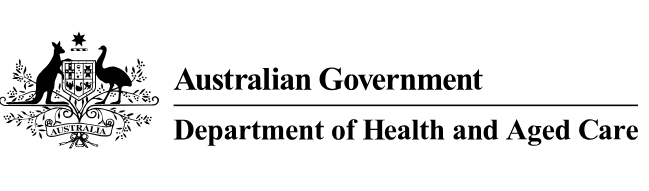 Australian Government
Department of Health and Aged Care
AUSTRALIA